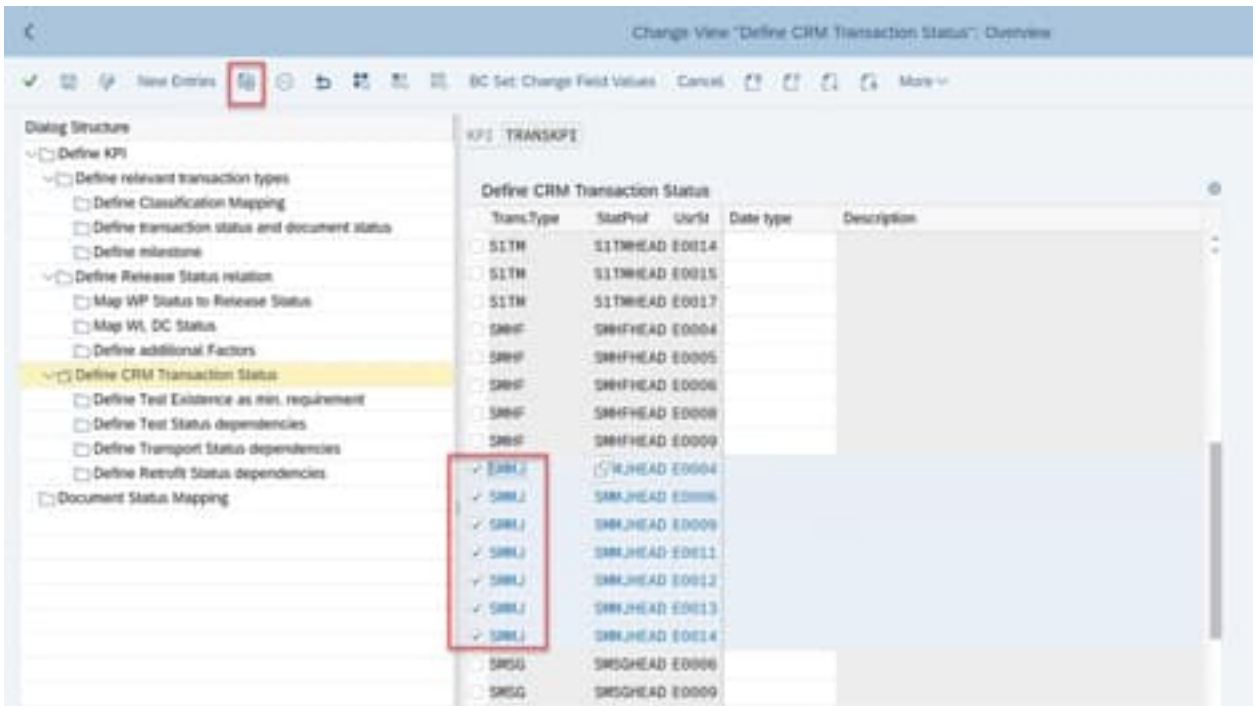 Change View "Define CRM Transaction Status": Overview
New Entries BC Set: Change Field Values Cancel More
Dialog Structure
Define KPI
Define relevant transaction types
Define Classification Mapping
Define transaction status and document status
Define milestone
Define Release Status relation
Map WP Status to Release Status
Map WI, DC Status
Define additional Factors
Define CRM Transaction Status
Define Test Existence as min. requirement
Define Test Status dependencies
Define Transport Status dependencies
Define Retrofit Status dependencies
Document Status Mapping
KPI TRANSKPI
Define CRM Transaction Status
Trans.Type StatProf UsrSt Date type Description
S1TM S1TMHEAD E0014
S1TM S1TMHEAD E0015
S1TM S1TMHEAD E0017
SMHF SMHFHEAD E0004
SMHF SMHFHEAD E0005
SMHF SMHFHEAD E0006
SMHF SMHFHEAD E0008
SMHF SMHFHEAD E0009
SMMJ E0004
SMMJ SMMJHEAD E0006
SMMJ SMMJHEAD E0009
SMMJ SMMJHEAD E0011
SMMJ SMMJHEAD E0012
SMMJ SMMJHEAD E0013
SMMJ SMMJHEAD E0014
SMSG SMSGHEAD E0006
SMSG SMSGHEAD E0009